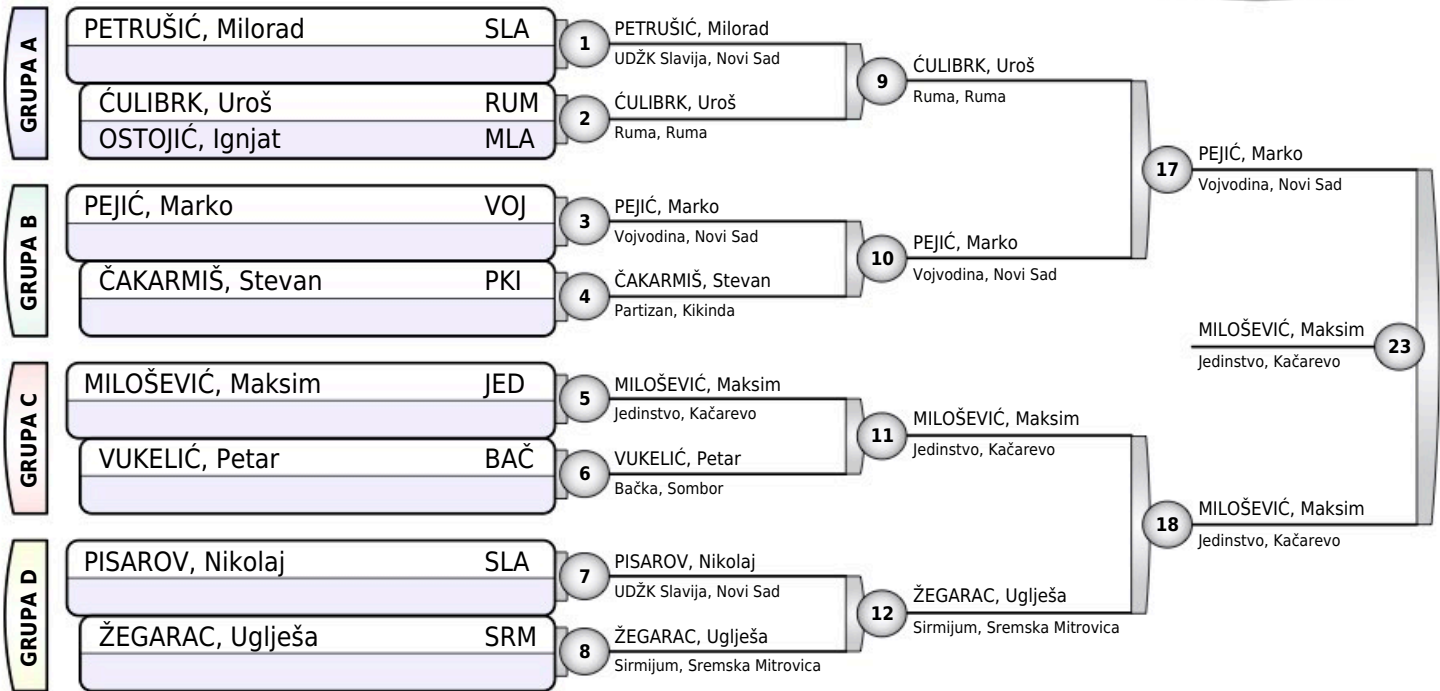 GRUPA A
PETRUŠIĆ, Milorad SLA
ĆULIBRK, Uroš RUM
OSTOJIĆ, Ignjat MLA
GRUPA B
PEJIĆ, Marko VOJ
ČAKARMIŠ, Stevan PKI
GRUPA C
MILOŠEVIĆ, Maksim JED
VUKELIĆ, Petar BAČ
GRUPA D
PISAROV, Nikolaj SLA
ŽEGARAC, Uglješa SRM
1
PETRUŠIĆ, Milorad
UDŽK Slavija, Novi Sad
2
ĆULIBRK, Uroš
Ruma, Ruma
3
PEJIĆ, Marko
Vojvodina, Novi Sad
4
ČAKARMIŠ, Stevan
Partizan, Kikinda
5
MILOŠEVIĆ, Maksim
Jedinstvo, Kačarevo
6
VUKELIĆ, Petar
Bačka, Sombor
7
PISAROV, Nikolaj
UDŽK Slavija, Novi Sad
8
ŽEGARAC, Uglješa
Sirmijum, Sremska Mitrovica
9
ĆULIBRK, Uroš
Ruma, Ruma
10
PEJIĆ, Marko
Vojvodina, Novi Sad
11
MILOŠEVIĆ, Maksim
Jedinstvo, Kačarevo
12
ŽEGARAC, Uglješa
Sirmijum, Sremska Mitrovica
17
PEJIĆ, Marko
Vojvodina, Novi Sad
18
MILOŠEVIĆ, Maksim
Jedinstvo, Kačarevo
MILOŠEVIĆ, Maksim
Jedinstvo, Kačarevo
23